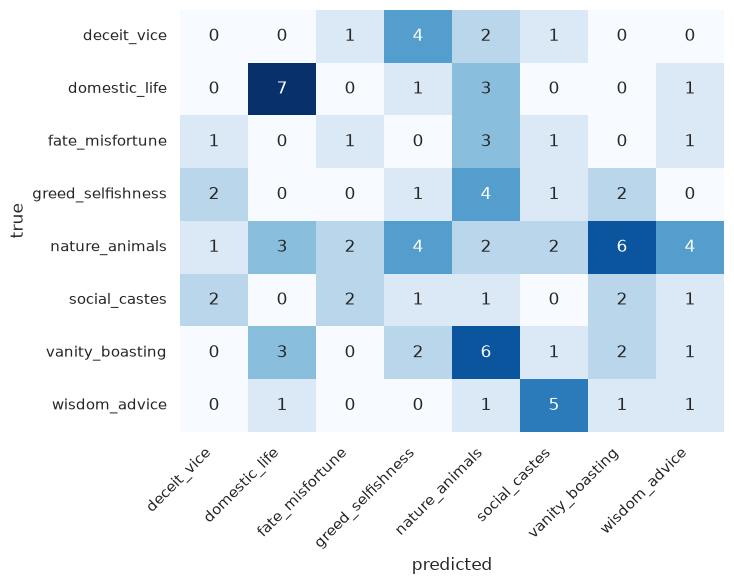 deceit_vice 0 0 1 4 2 1 0 0
domestic_life 0 7 0 1 3 0 0 1
fate_misfortune 1 0 1 0 3 1 0 1
greed_selfishness 2 0 0 1 4 1 2 0
nature_animals 1 3 2 4 2 2 6 4
social_castes 2 0 2 1 1 0 2 1
vanity_boasting 0 3 0 2 6 1 2 1
wisdom_advice 0 1 0 0 1 5 1 1
true
deceit_vice domestic_life fate_misfortune greed_selfishness nature_animals social_castes vanity_boasting wisdom_advice
predicted